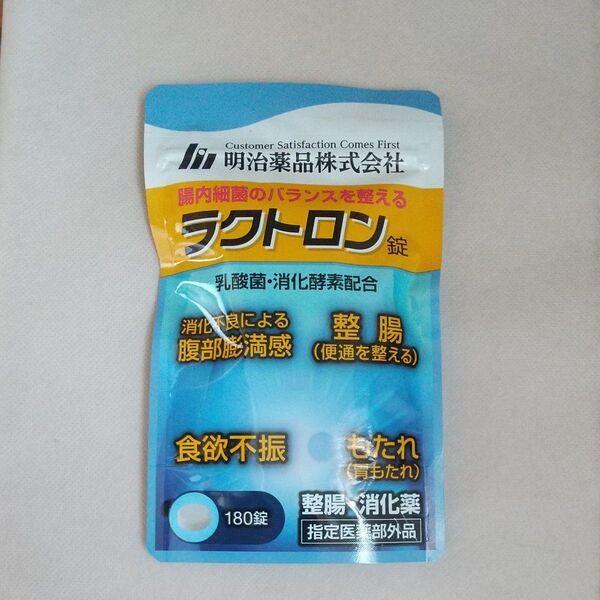 Customer Satisfaction Comes First
明治薬品株式会社
腸内細菌のバランスを整える
ラクトロン錠
乳酸菌・消化酵素配合
消化不良による
腹部膨満感
整腸
(便通を整える)
食欲不振
もたれ
(胃もたれ)
180錠
整腸・消化薬
指定医薬部外品